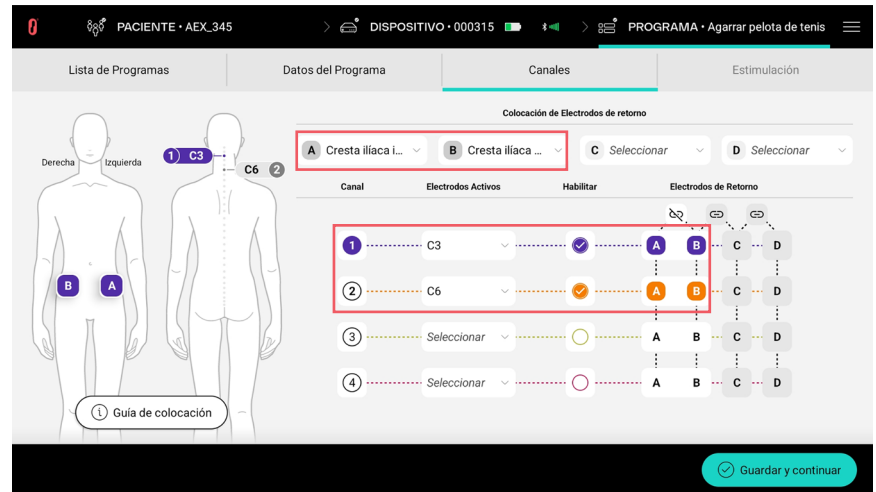 PACIENTE • AEX_345
DISPOSITIVO • 000315
PROGRAMA • Agarrar pelota de tenis
Lista de Programas
Datos del Programa
Canales
Estimulación
Colocación de Electrodos de retorno
A Cresta ilíaca i...
B Cresta ilíaca ...
C Seleccionar
D Seleccionar
Derecha
Izquierda
1 C3
C6 2
B
A
Canal
Electrodos Activos
Habilitar
Electrodos de Retorno
1 C3 A B C D
2 C6 A B C D
3 Seleccionar A B C D
4 Seleccionar A B C D
Guía de colocación
Guardar y continuar